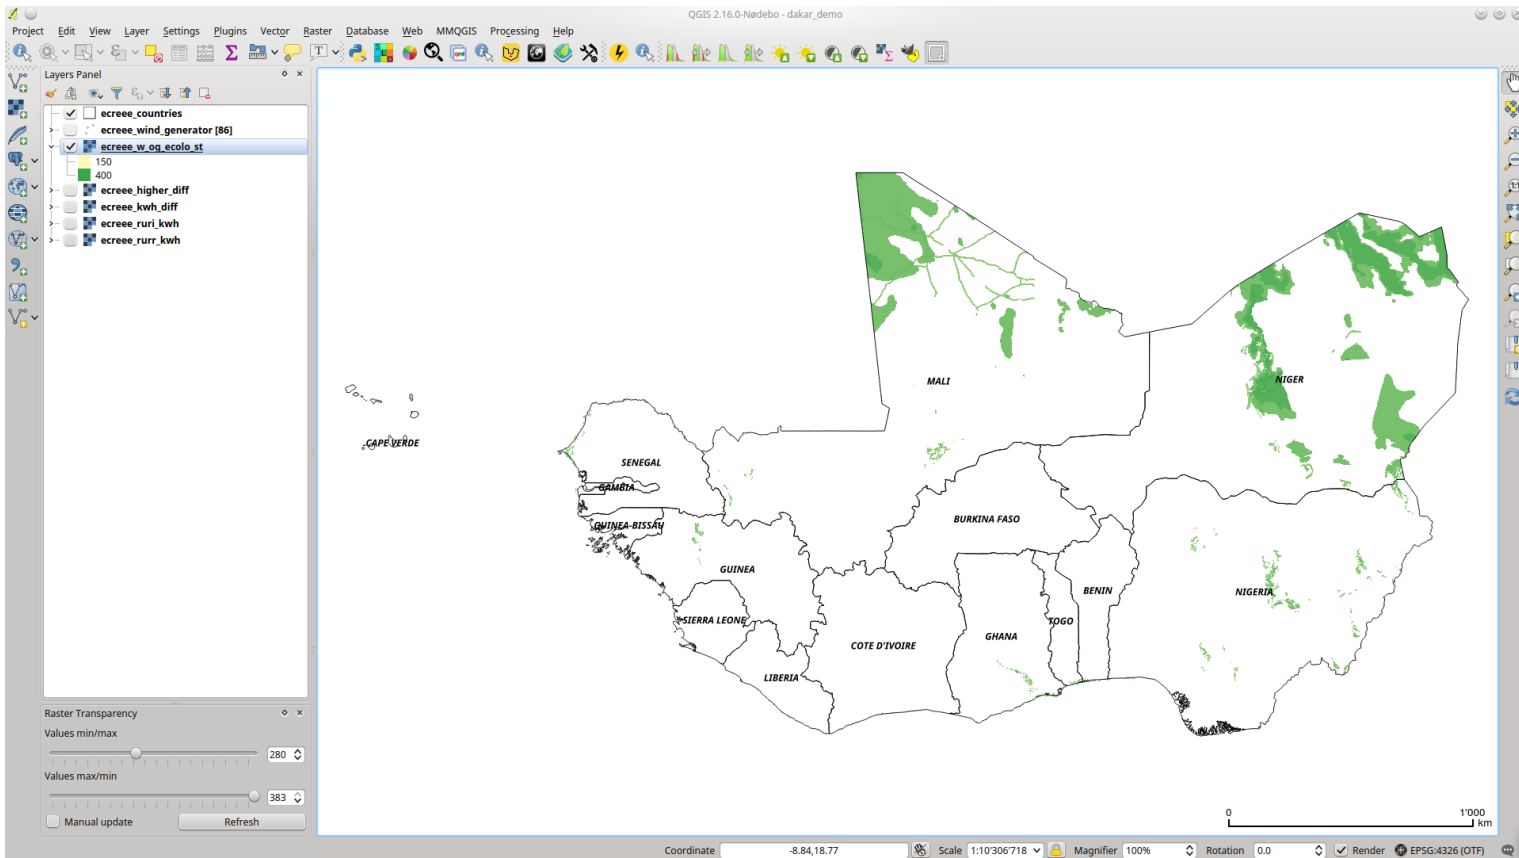 QGIS 2.16.0-Nødebo - dakar_demo
Project Edit View Layer Settings Plugins Vector Raster Database Web MMQGIS Processing Help
Layers Panel
ecreee_countries
ecreee_wind_generator [86]
ecreee_w_og_ecolo_st
150
400
ecreee_higher_diff
ecreee_kwh_diff
ecreee_ruri_kwh
ecreee_rurr_kwh
MALI
NIGER
CAPE VERDE
SENEGAL
GAMBIA
GUINEA-BISSAU
BURKINA FASO
GUINEA
BENIN
NIGERIA
SIERRA LEONE
TOGO
GHANA
COTE D'IVOIRE
LIBERIA
Raster Transparency
Values min/max
280
Values max/min
383
Manual update Refresh
0 1'000
km
Coordinate -8.84,18.77 Scale 1:10'306'718 Magnifier 100% Rotation 0.0 Render EPSG:4326 (OTF)